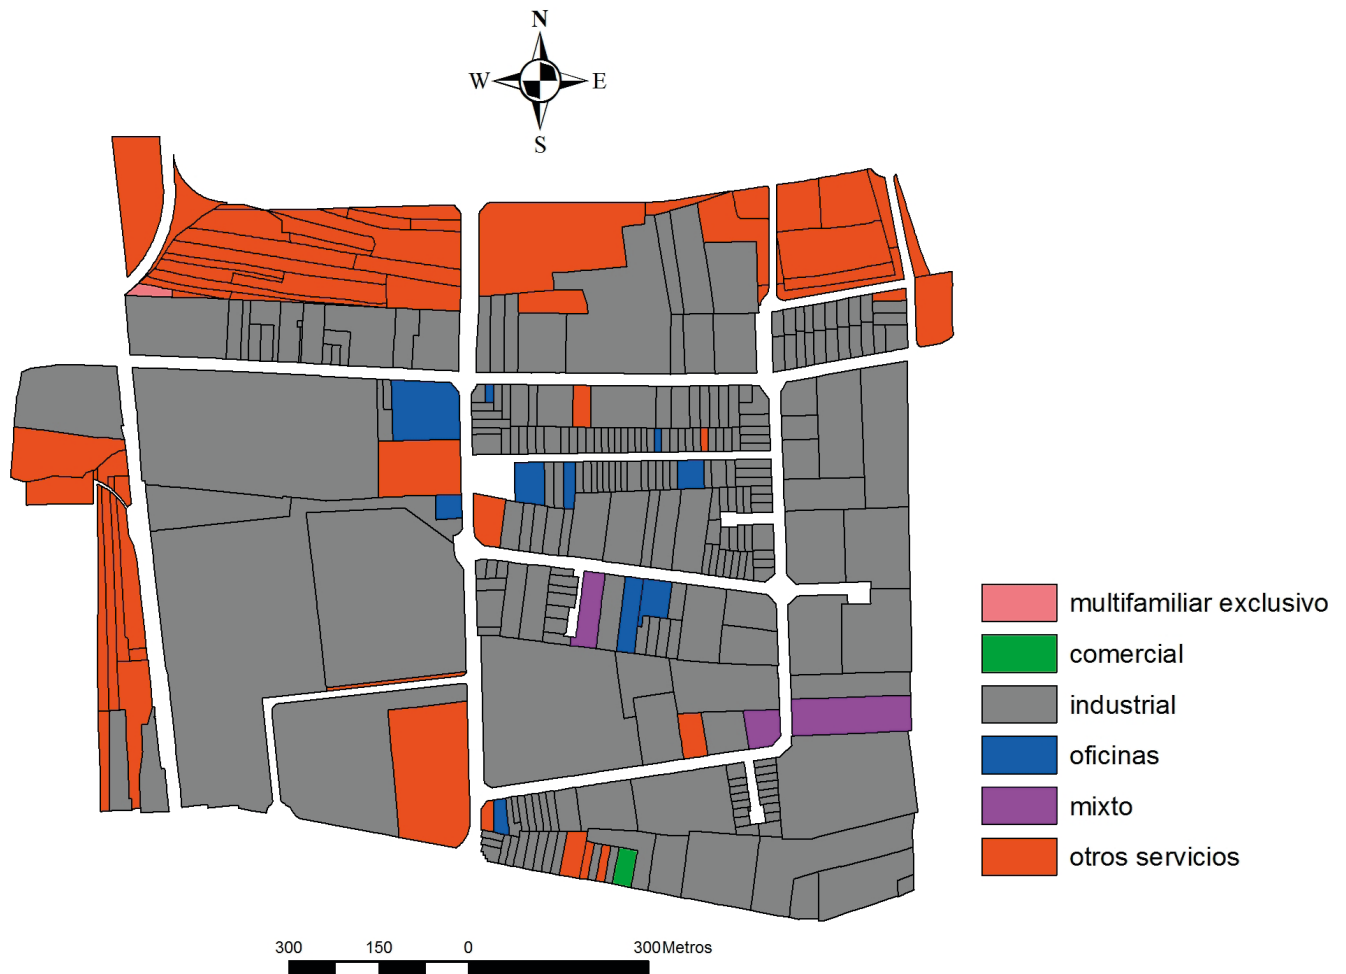 N
W E
S
multifamiliar exclusivo
comercial
industrial
oficinas
mixto
otros servicios
300 150 0 300Metros